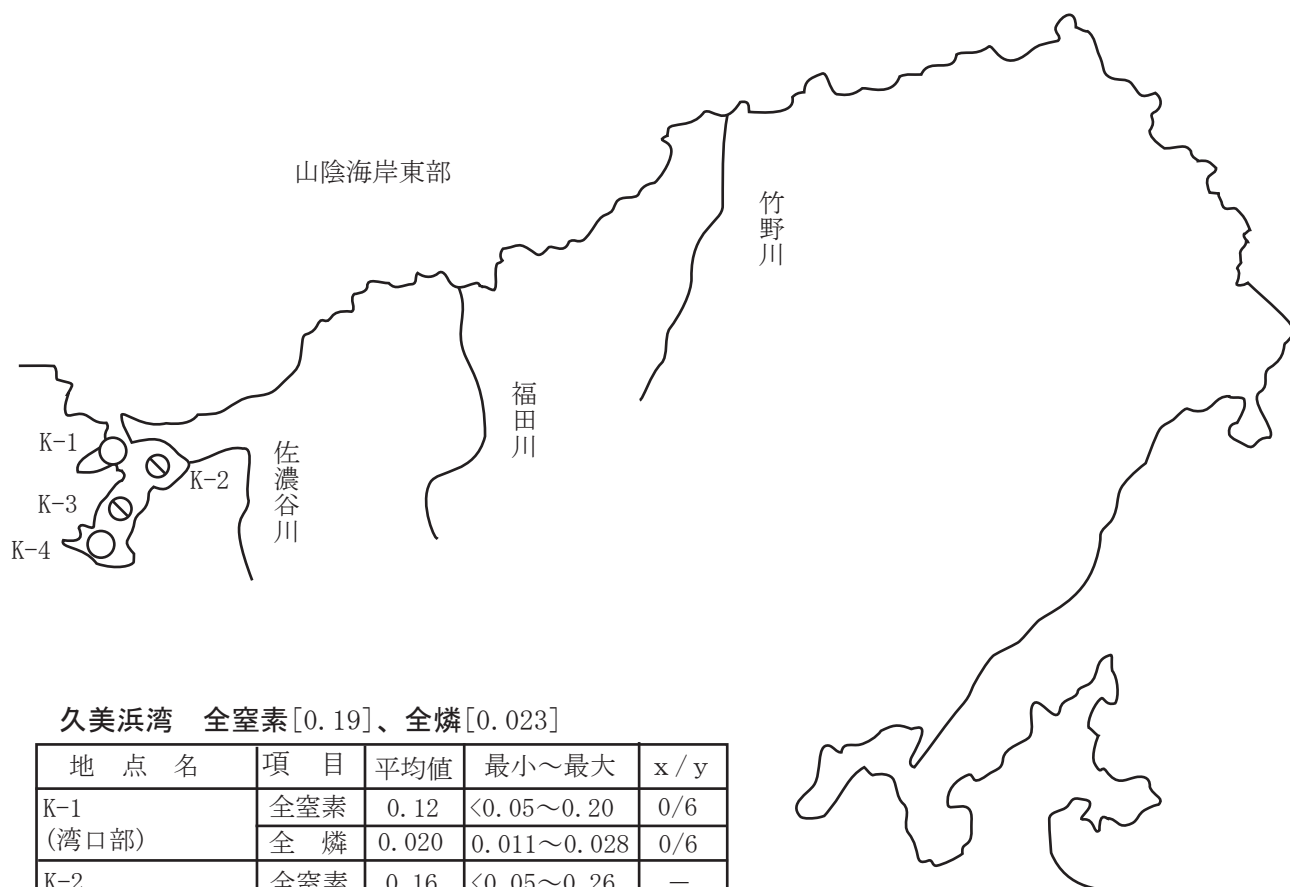 山陰海岸東部
竹野川
福田川
佐濃谷川
K-1
K-2
K-3
K-4
久美浜湾 全窒素[0.19]、全燐[0.023]
地点名 項目 平均値 最小～最大 x/y
K-1 (湾口部) 全窒素 0.12 <0.05～0.20 0/6
全燐 0.020 0.011～0.028 0/6
K-2 全窒素 0.16 <0.05～0.26 －